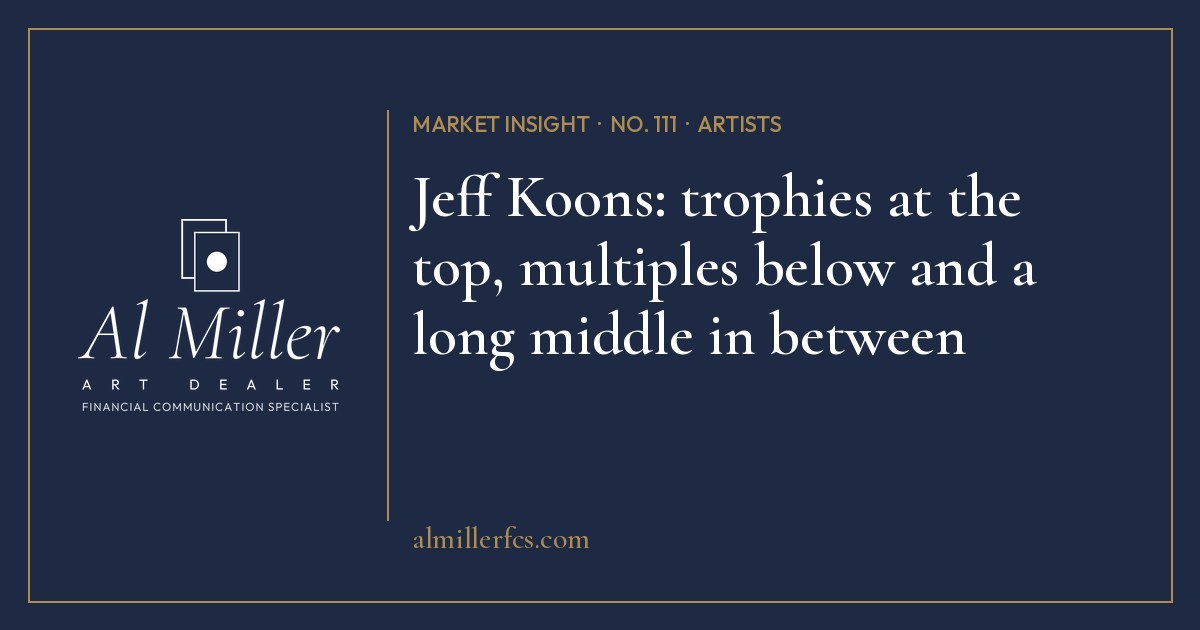 Al Miller
ART DEALER
FINANCIAL COMMUNICATION SPECIALIST
MARKET INSIGHT · NO. 111 · ARTISTS
Jeff Koons: trophies at the
top, multiples below and a
long middle in between
almillerfcs.com